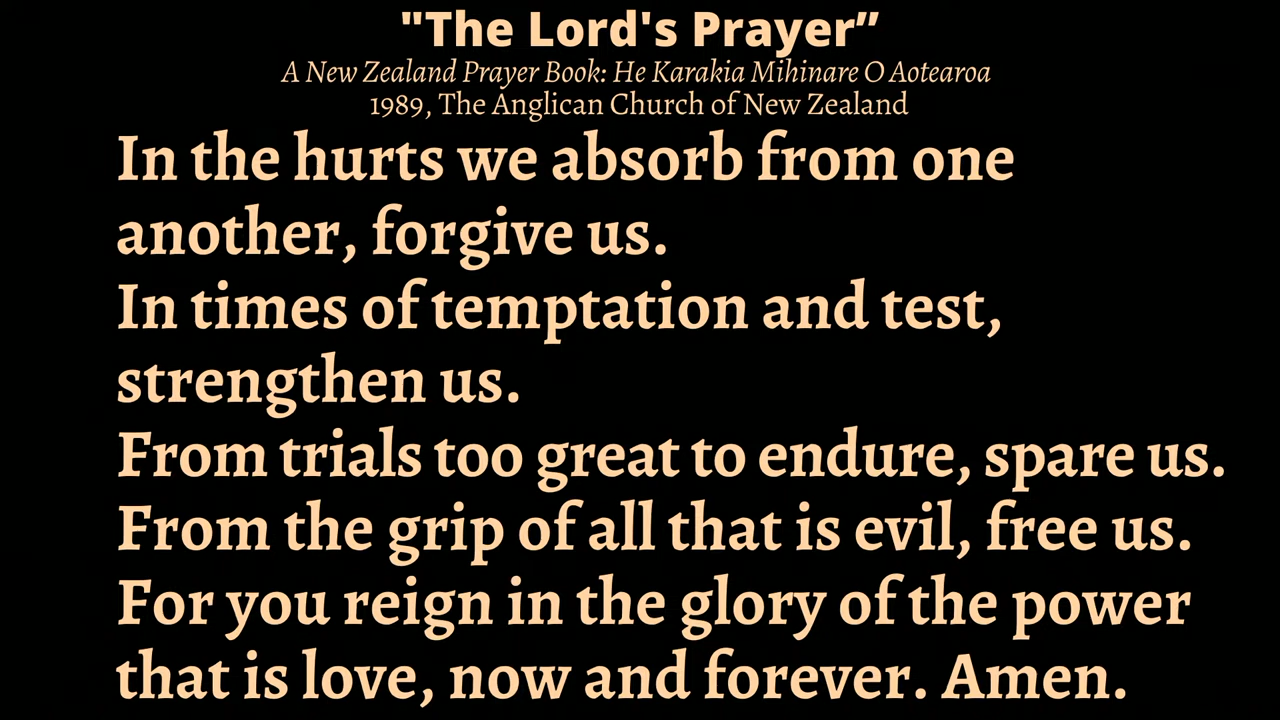 "The Lord's Prayer”
A New Zealand Prayer Book: He Karakia Mihinare O Aotearoa
1989, The Anglican Church of New Zealand
In the hurts we absorb from one
another, forgive us.
In times of temptation and test,
strengthen us.
From trials too great to endure, spare us.
From the grip of all that is evil, free us.
For you reign in the glory of the power
that is love, now and forever. Amen.